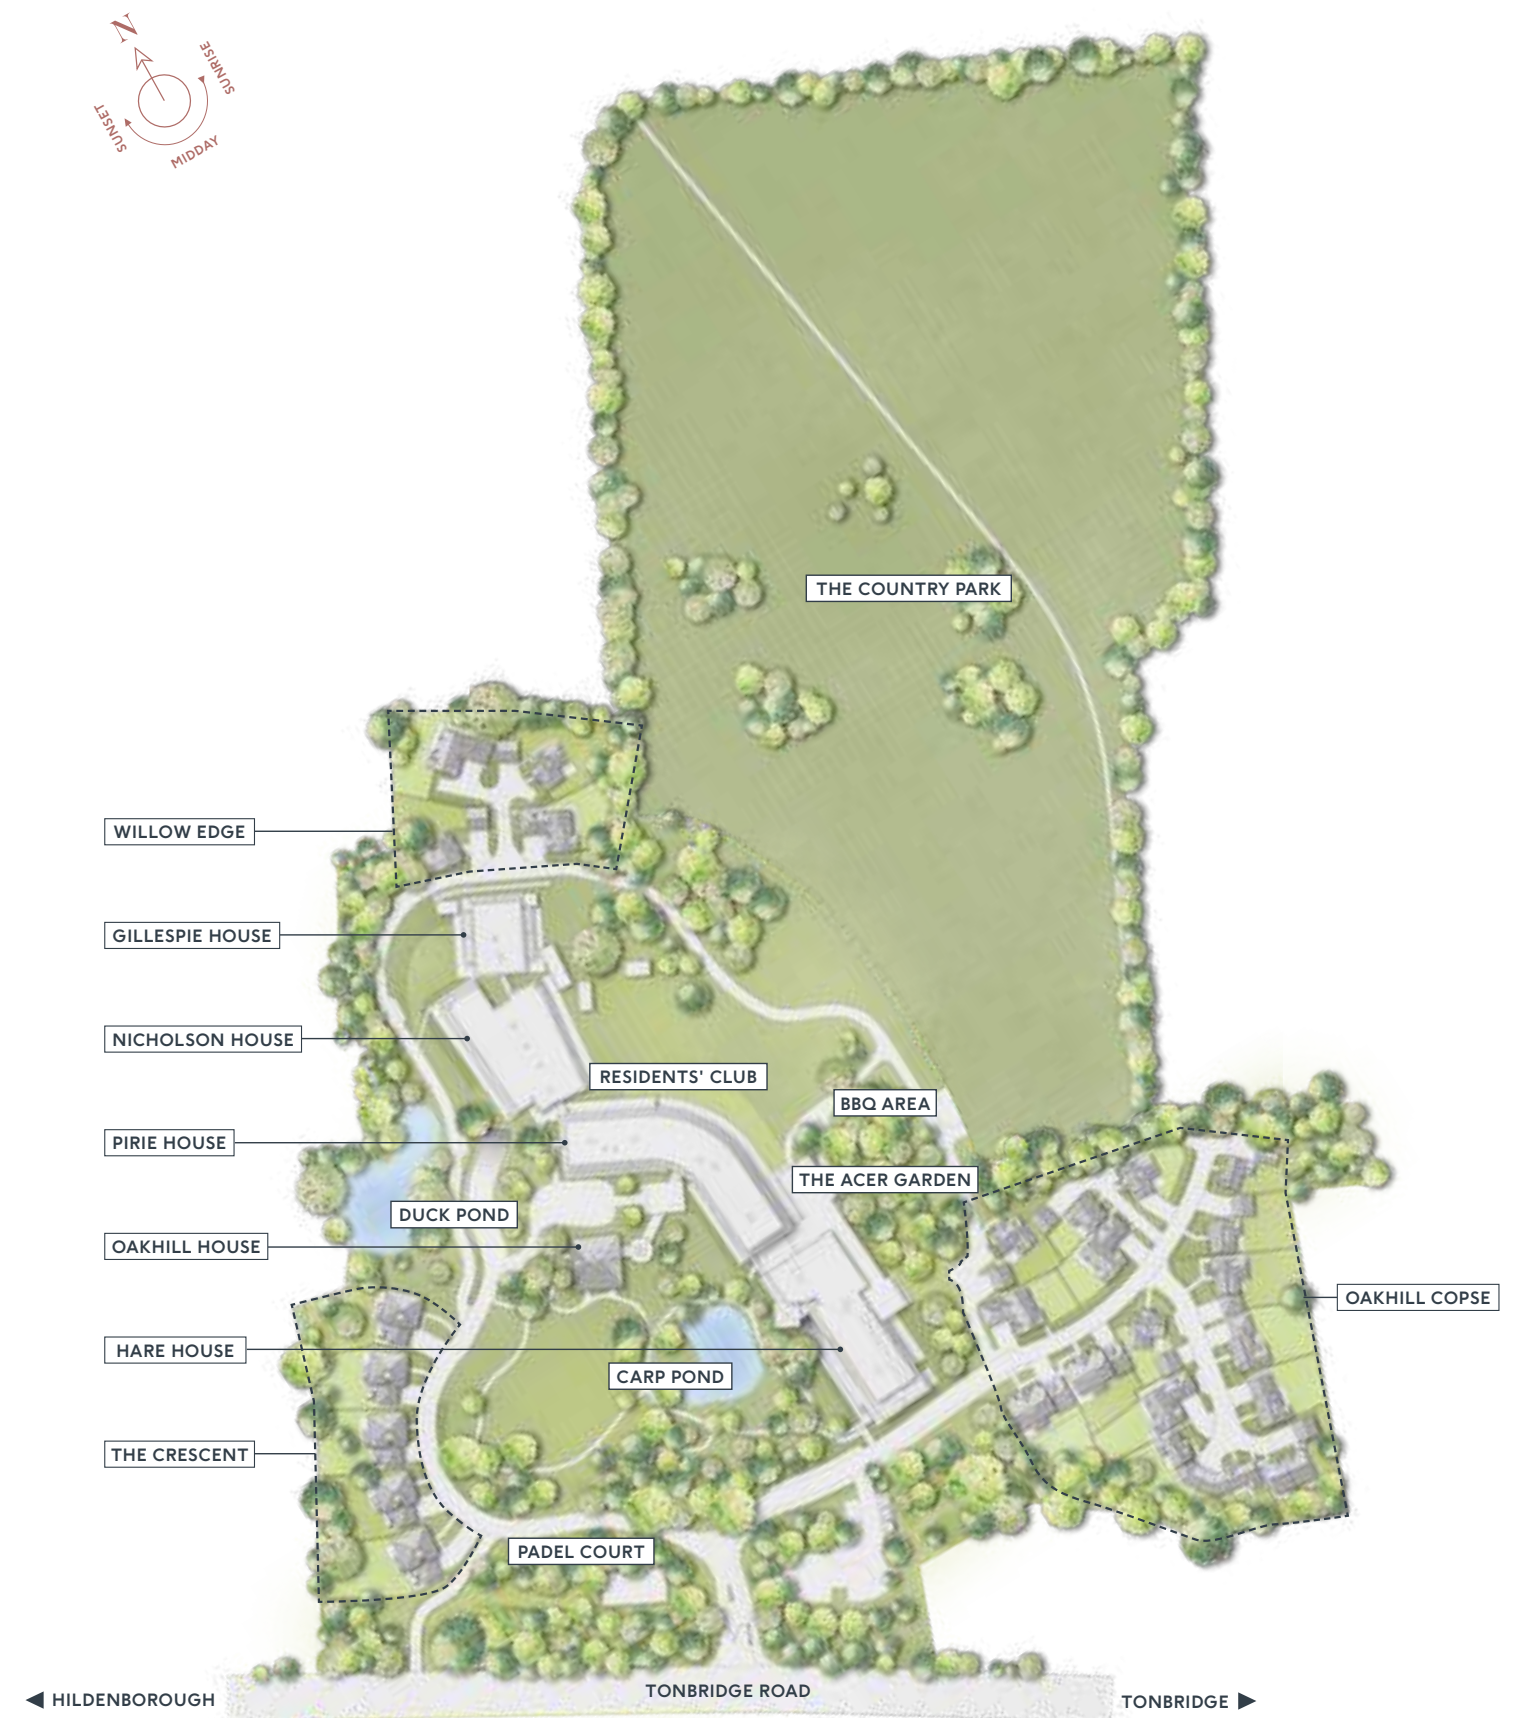 N
SUNRISE
SUNSET
MIDDAY
THE COUNTRY PARK
WILLOW EDGE
GILLESPIE HOUSE
NICHOLSON HOUSE
RESIDENTS' CLUB
BBQ AREA
PIRIE HOUSE
THE ACER GARDEN
DUCK POND
OAKHILL HOUSE
OAKHILL COPSE
HARE HOUSE
CARP POND
THE CRESCENT
PADEL COURT
TONBRIDGE ROAD
HILDENBOROUGH
TONBRIDGE